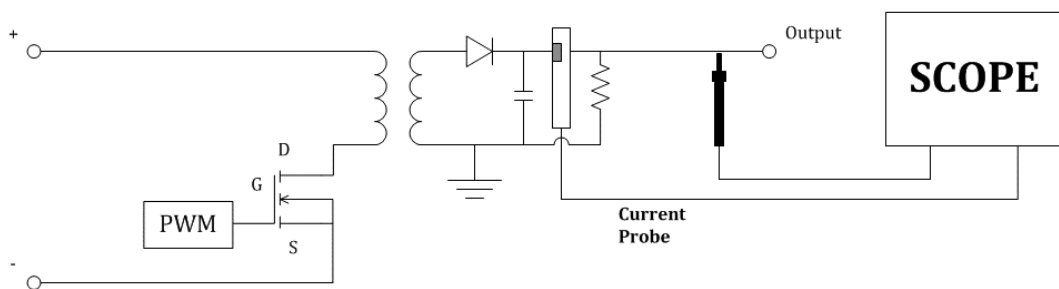 +
Output
SCOPE
D
G
PWM
S
Current
Probe
-